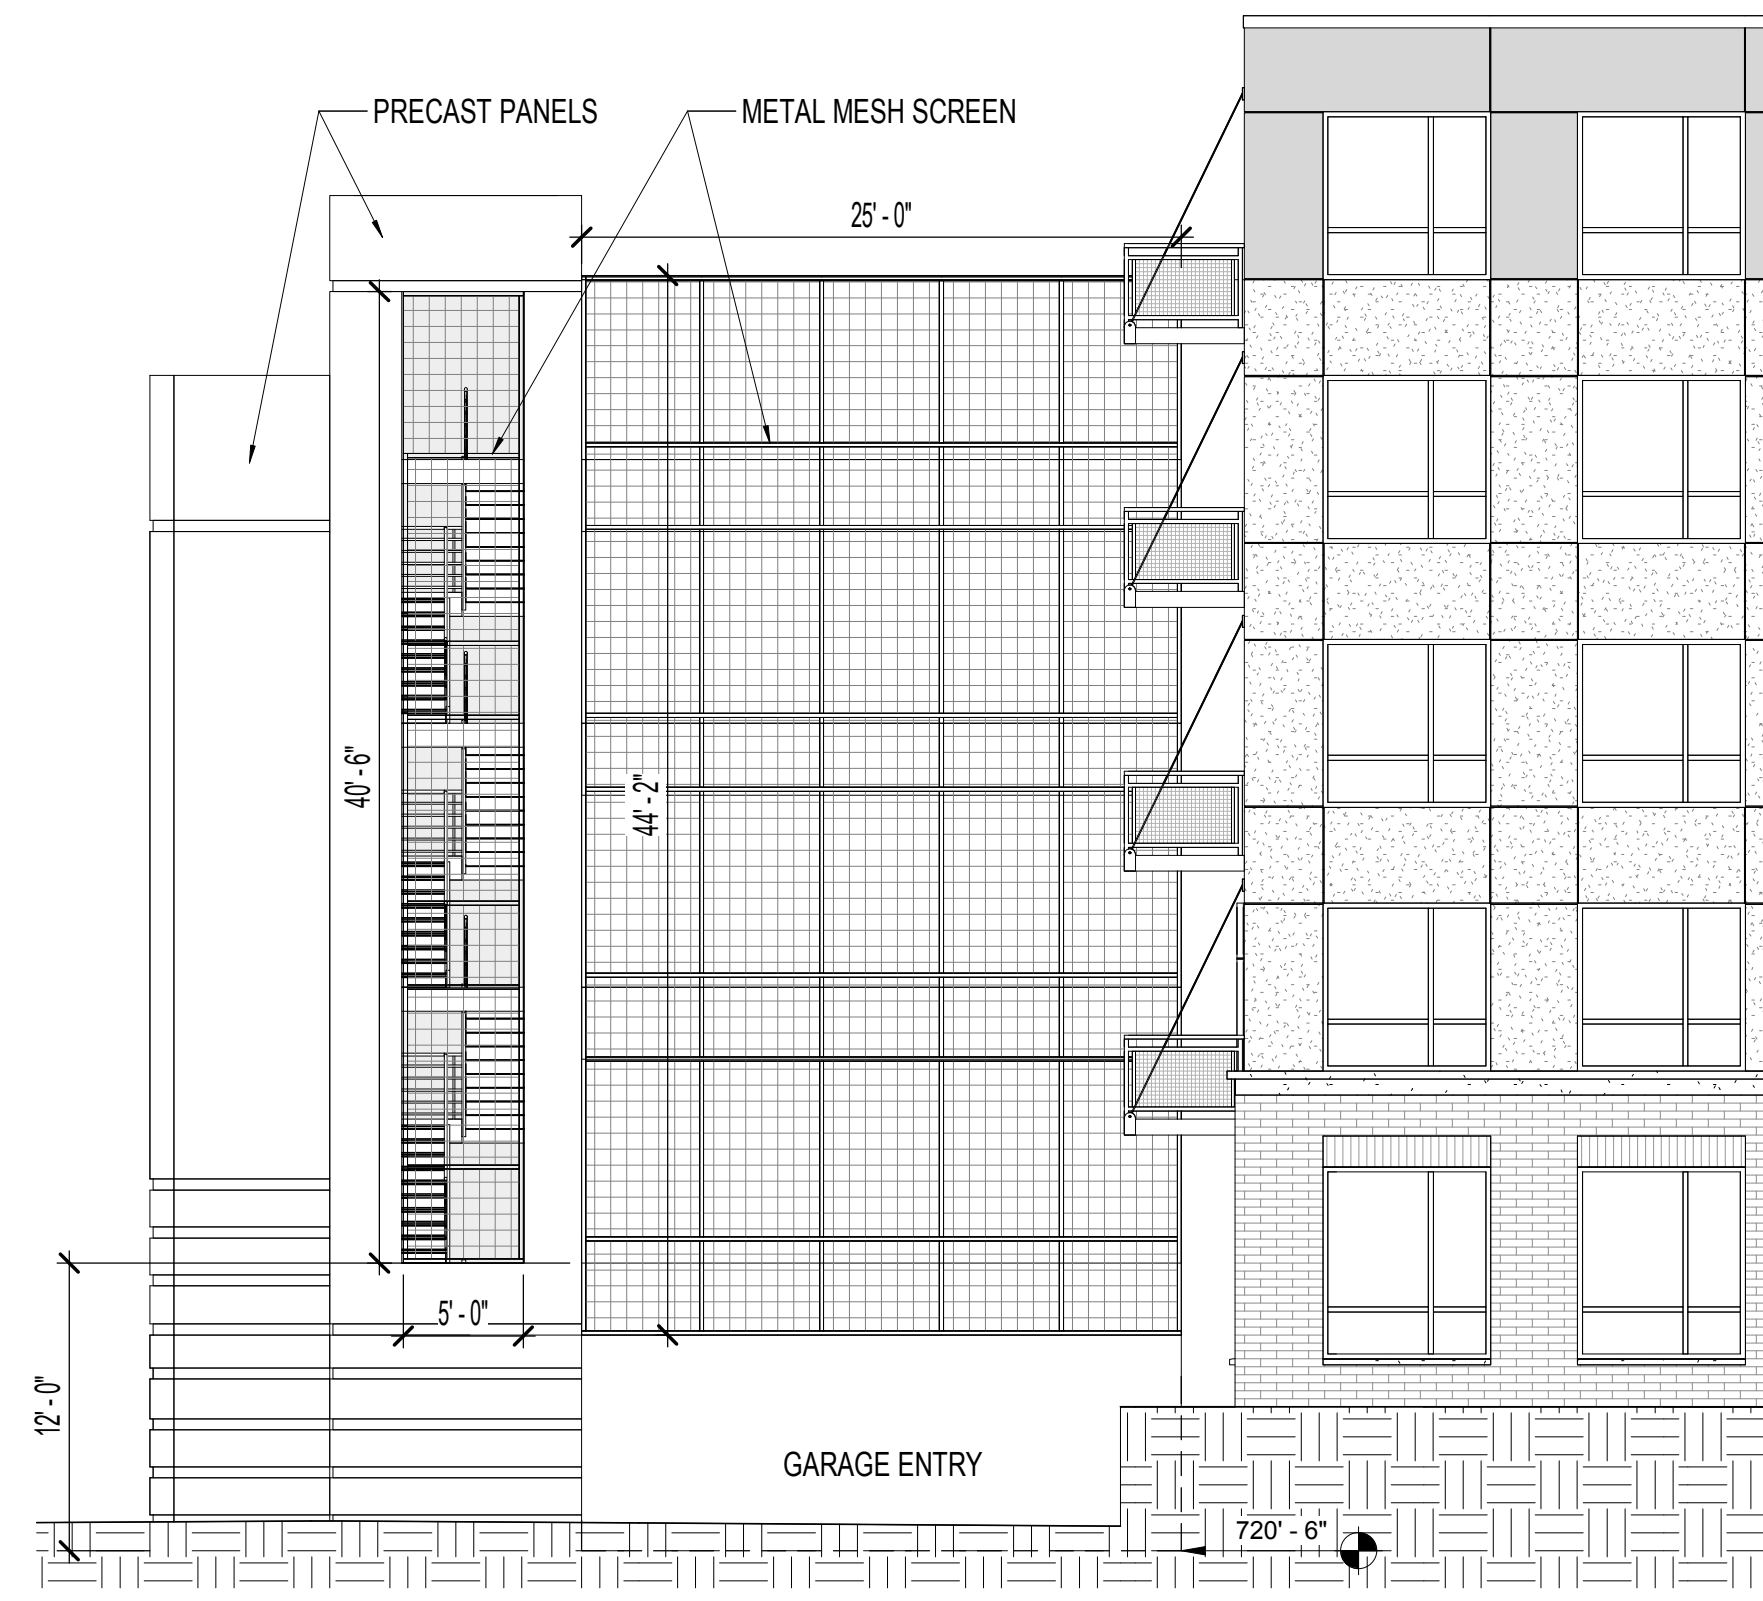 PRECAST PANELS
METAL MESH SCREEN
25' - 0"
40' - 6"
44' - 2"
5' - 0"
12' - 0"
GARAGE ENTRY
720' - 6"